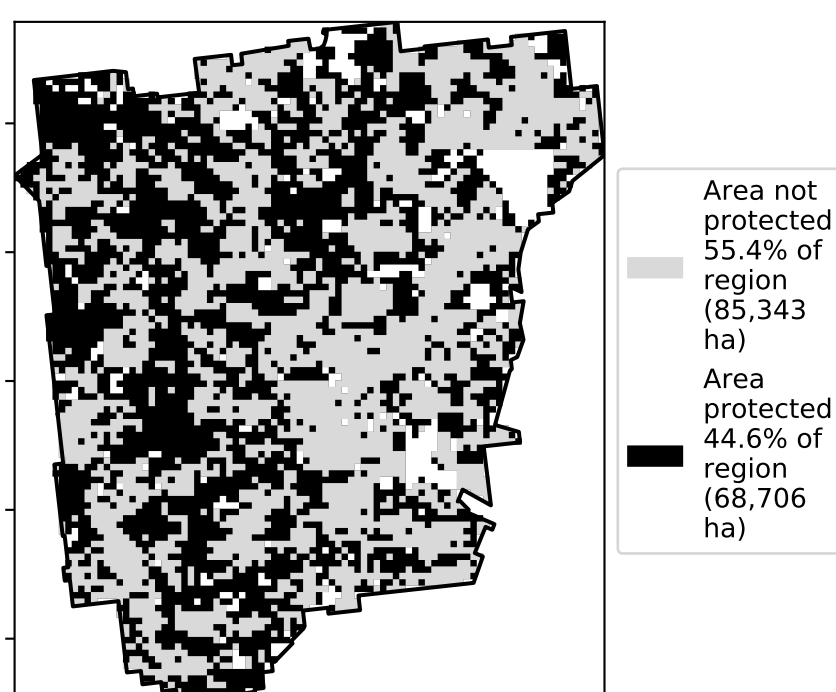 Area not
protected
55.4% of
region
(85,343
ha)
Area
protected
44.6% of
region
(68,706
ha)